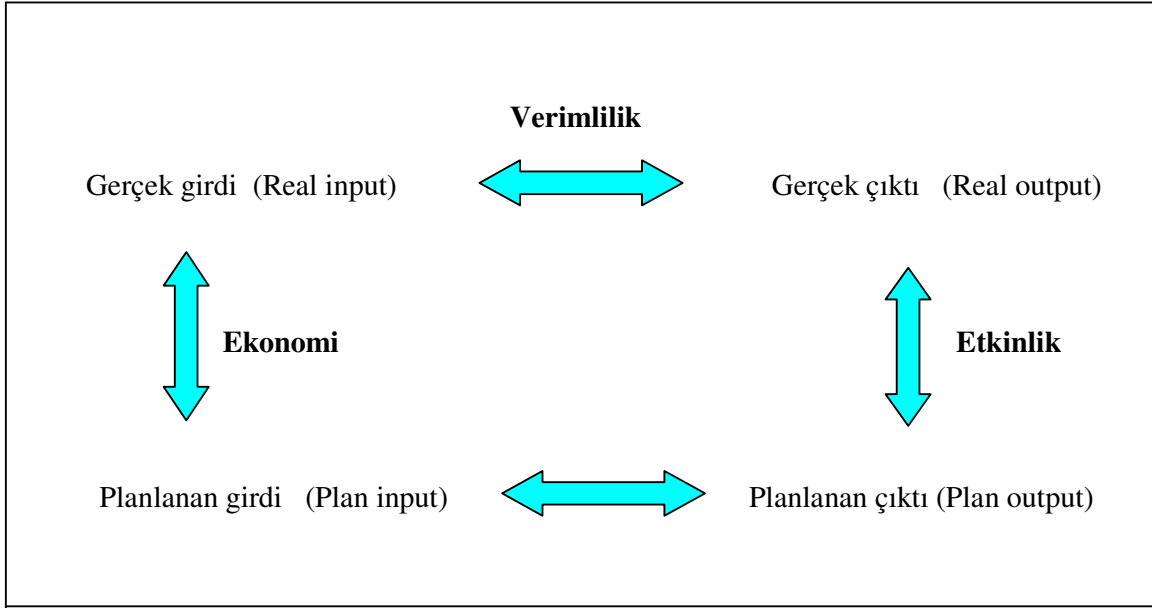 Verimlilik
Gerçek girdi (Real input)
Gerçek çıktı (Real output)
Ekonomi
Etkinlik
Planlanan girdi (Plan input)
Planlanan çıktı (Plan output)